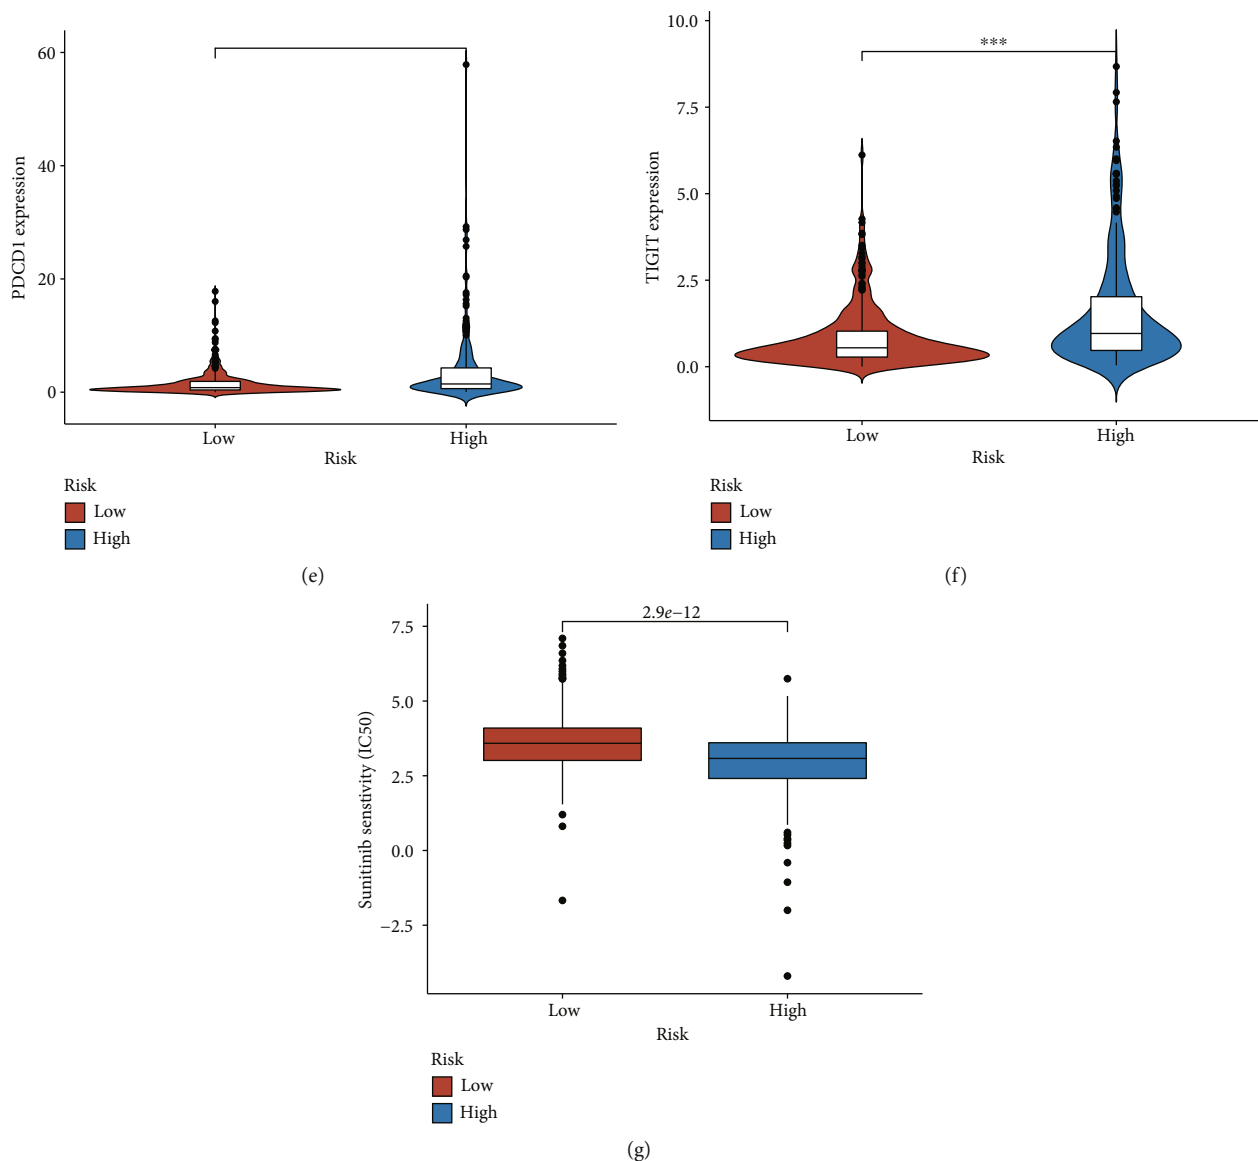 60
40
20
0
PDCD1 expression
Low
High
Risk
Risk
Low
High
(e)
10.0
7.5
5.0
2.5
0.0
TIGIT expression
***
Low
High
Risk
Risk
Low
High
(f)
7.5
5.0
2.5
0.0
−2.5
Sunitinib senstivity (IC50)
2.9e−12
Low
High
Risk
Risk
Low
High
(g)